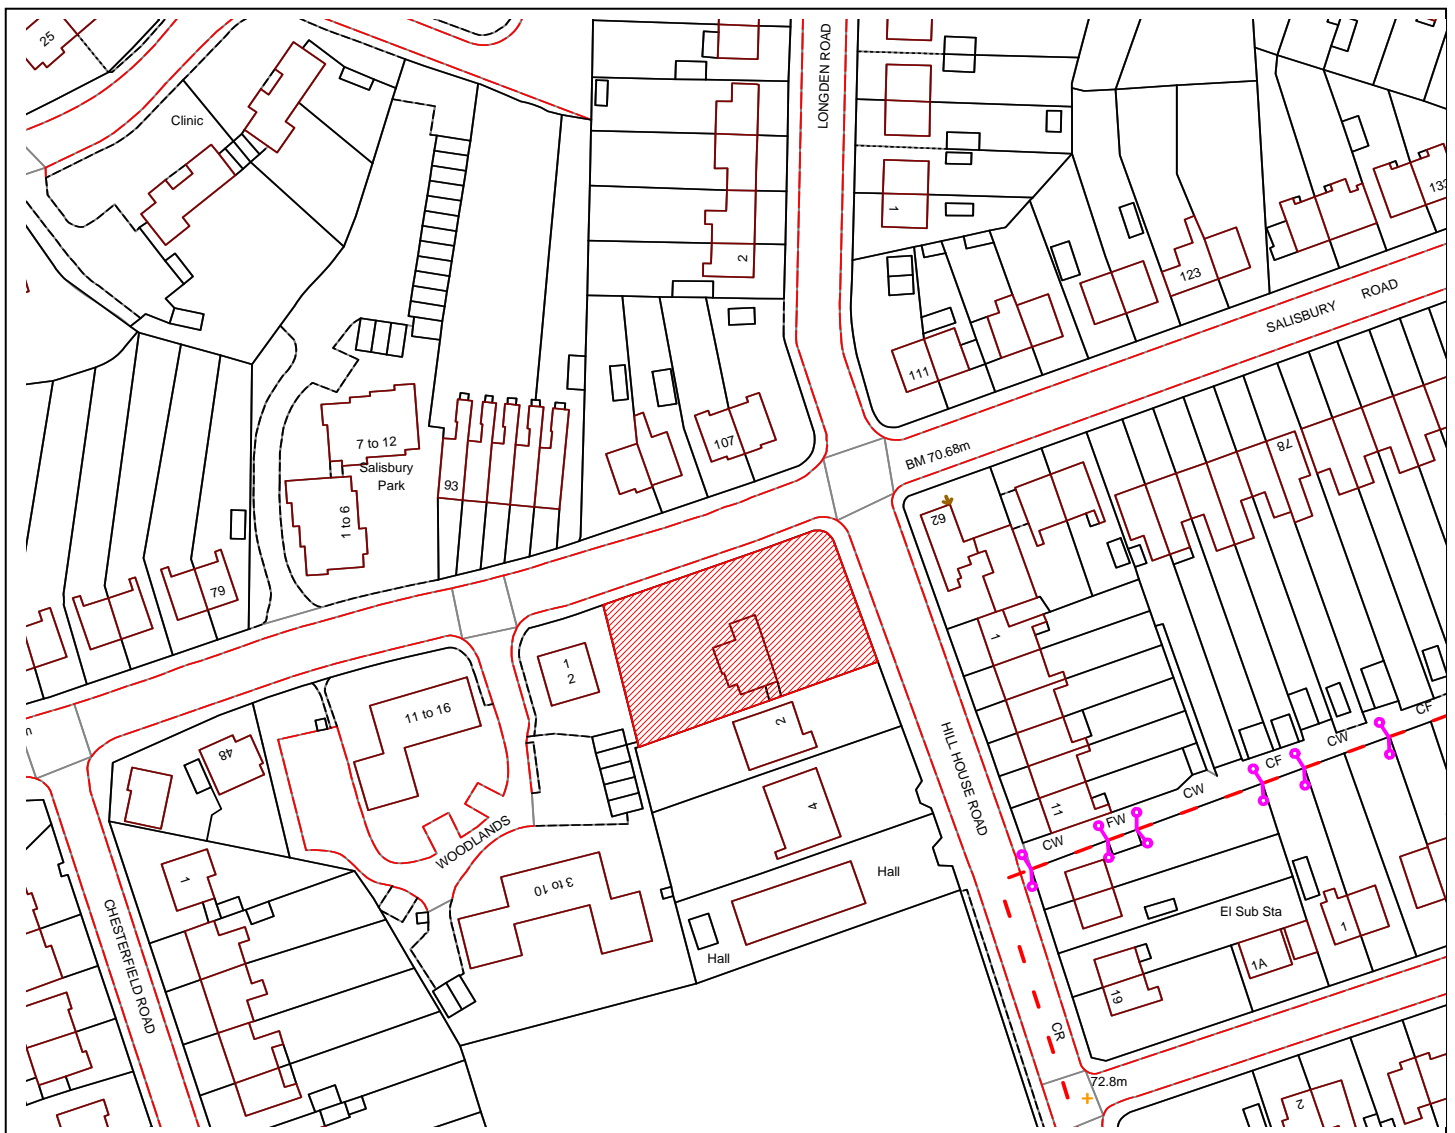 25
Clinic
LONGDEN ROAD
1
2
133
123
SALISBURY ROAD
111
107
BM 70.68m
78
7 to 12
Salisbury
Park
93
1 to 6
62
79
1
1
2
11 to 16
2
48
HILL HOUSE ROAD
CF
CW
CF
CW
4
11
FW
CW
WOODLANDS
3 to 10
Hall
1
El Sub Sta
1
CHESTERFIELD ROAD
Hall
1A
19
CR
72.8m
2